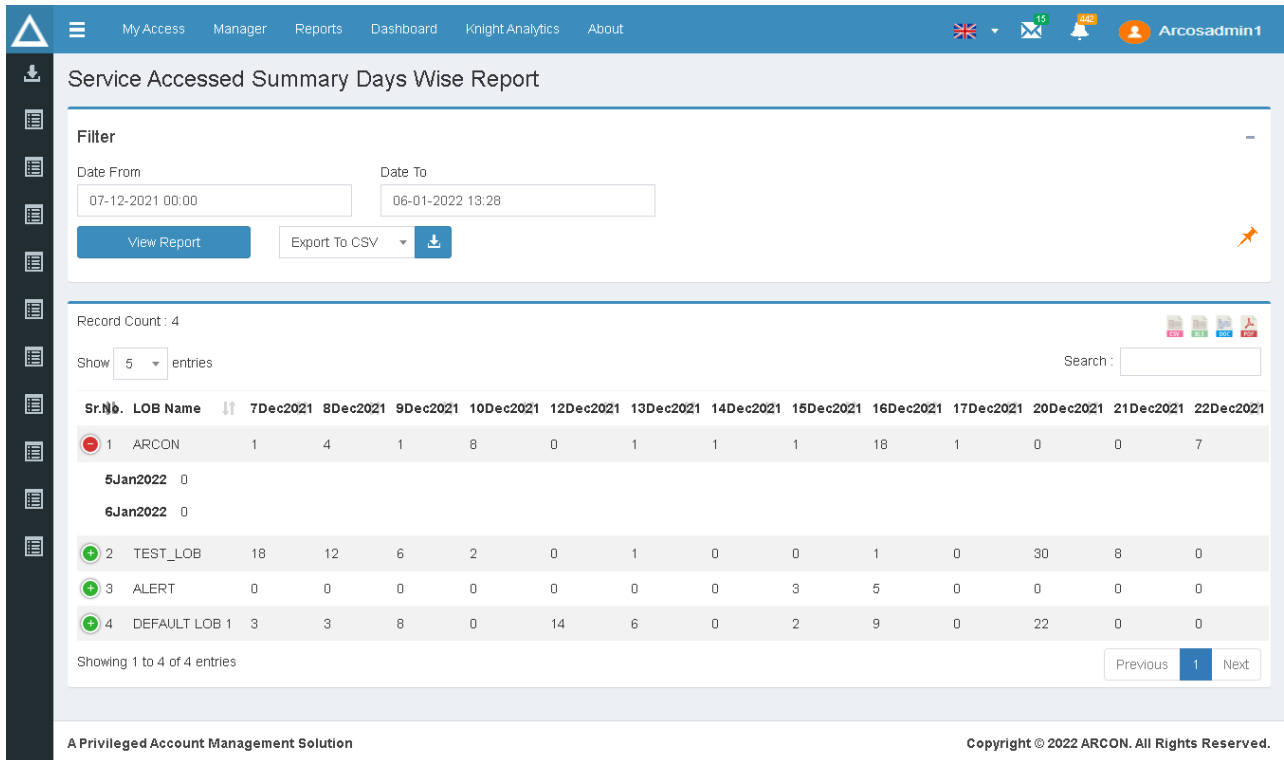 My Access Manager Reports Dashboard Knight Analytics About 15 442 Arcosadmin1
Service Accessed Summary Days Wise Report
Filter
Date From Date To
07-12-2021 00:00 06-01-2022 13:28
View Report Export To CSV
Record Count : 4
CSV XLS DOC PDF
Show 5 entries Search :
Sr.No. LOB Name 7Dec2021 8Dec2021 9Dec2021 10Dec2021 12Dec2021 13Dec2021 14Dec2021 15Dec2021 16Dec2021 17Dec2021 20Dec2021 21Dec2021 22Dec2021
1 ARCON 1 4 1 8 0 1 1 1 18 1 0 0 7
5Jan2022 0
6Jan2022 0
2 TEST_LOB 18 12 6 2 0 1 0 0 1 0 30 8 0
3 ALERT 0 0 0 0 0 0 0 3 5 0 0 0 0
4 DEFAULT LOB 1 3 3 8 0 14 6 0 2 9 0 22 0 0
Showing 1 to 4 of 4 entries Previous 1 Next
A Privileged Account Management Solution Copyright © 2022 ARCON. All Rights Reserved.